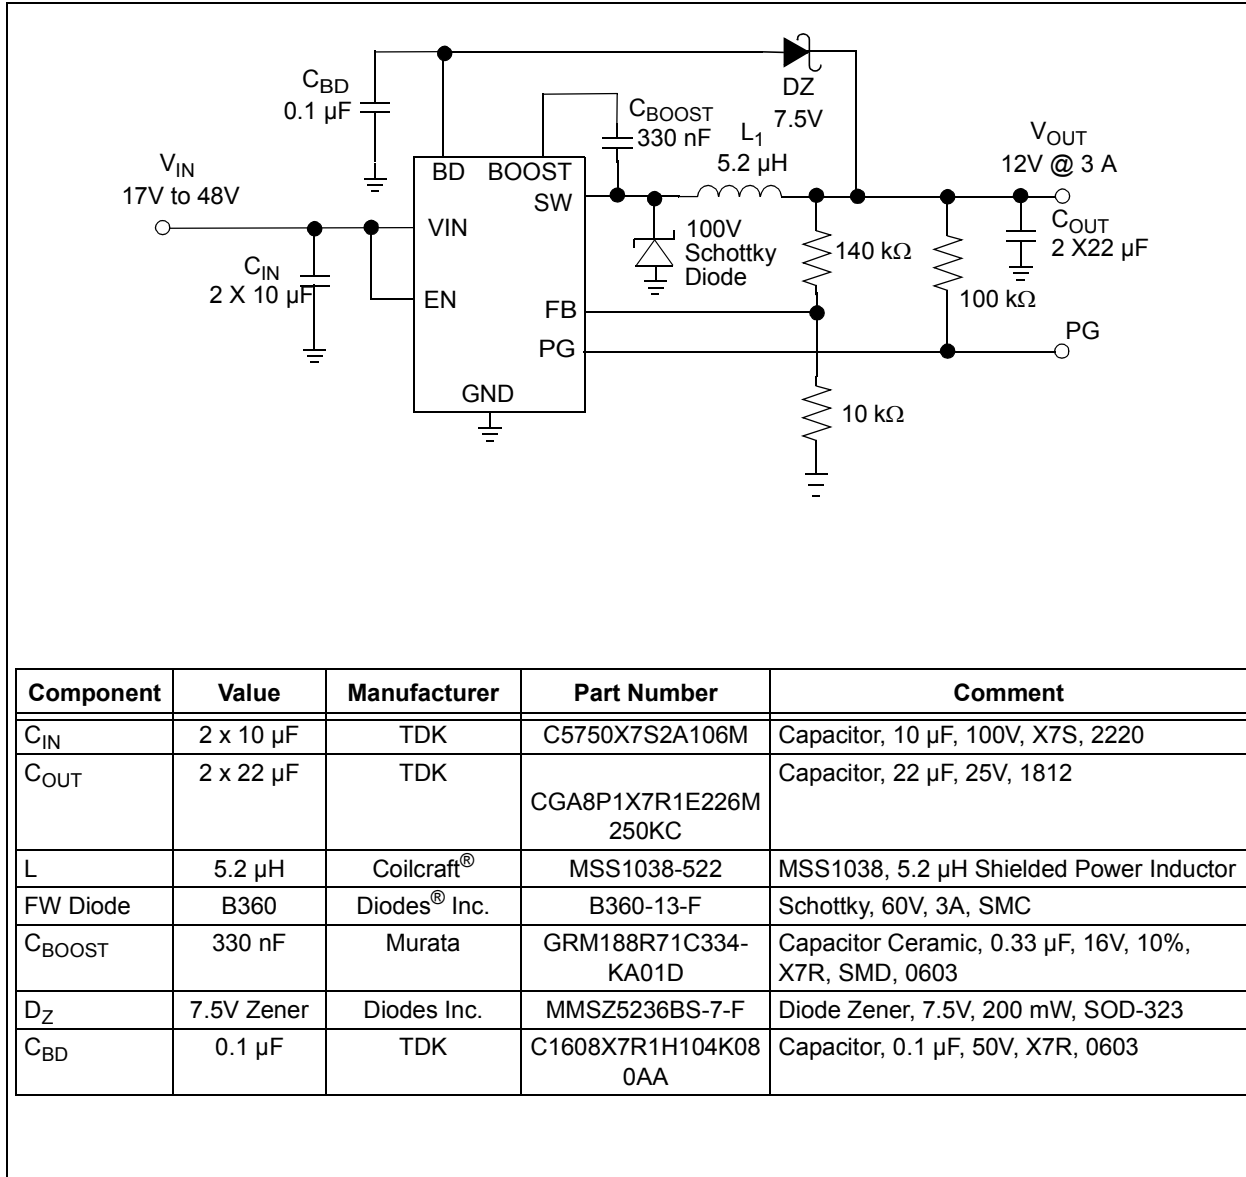 C_BD
0.1 µF
C_BOOST
330 nF
DZ
7.5V
L_1
5.2 µH
V_OUT
12V @ 3 A
V_IN
17V to 48V
BD
BOOST
SW
VIN
EN
FB
PG
GND
C_IN
2 X 10 µF
100V
Schottky
Diode
140 kΩ
100 kΩ
C_OUT
2 X22 µF
PG
10 kΩ
Component Value Manufacturer Part Number Comment
C_IN 2 x 10 µF TDK C5750X7S2A106M Capacitor, 10 µF, 100V, X7S, 2220
C_OUT 2 x 22 µF TDK Capacitor, 22 µF, 25V, 1812
CGA8P1X7R1E226M
250KC
L 5.2 µH Coilcraft® MSS1038-522 MSS1038, 5.2 µH Shielded Power Inductor
FW Diode B360 Diodes® Inc. B360-13-F Schottky, 60V, 3A, SMC
C_BOOST 330 nF Murata GRM188R71C334- Capacitor Ceramic, 0.33 µF, 16V, 10%,
KA01D X7R, SMD, 0603
D_Z 7.5V Zener Diodes Inc. MMSZ5236BS-7-F Diode Zener, 7.5V, 200 mW, SOD-323
C_BD 0.1 µF TDK C1608X7R1H104K08 Capacitor, 0.1 µF, 50V, X7R, 0603
0AA